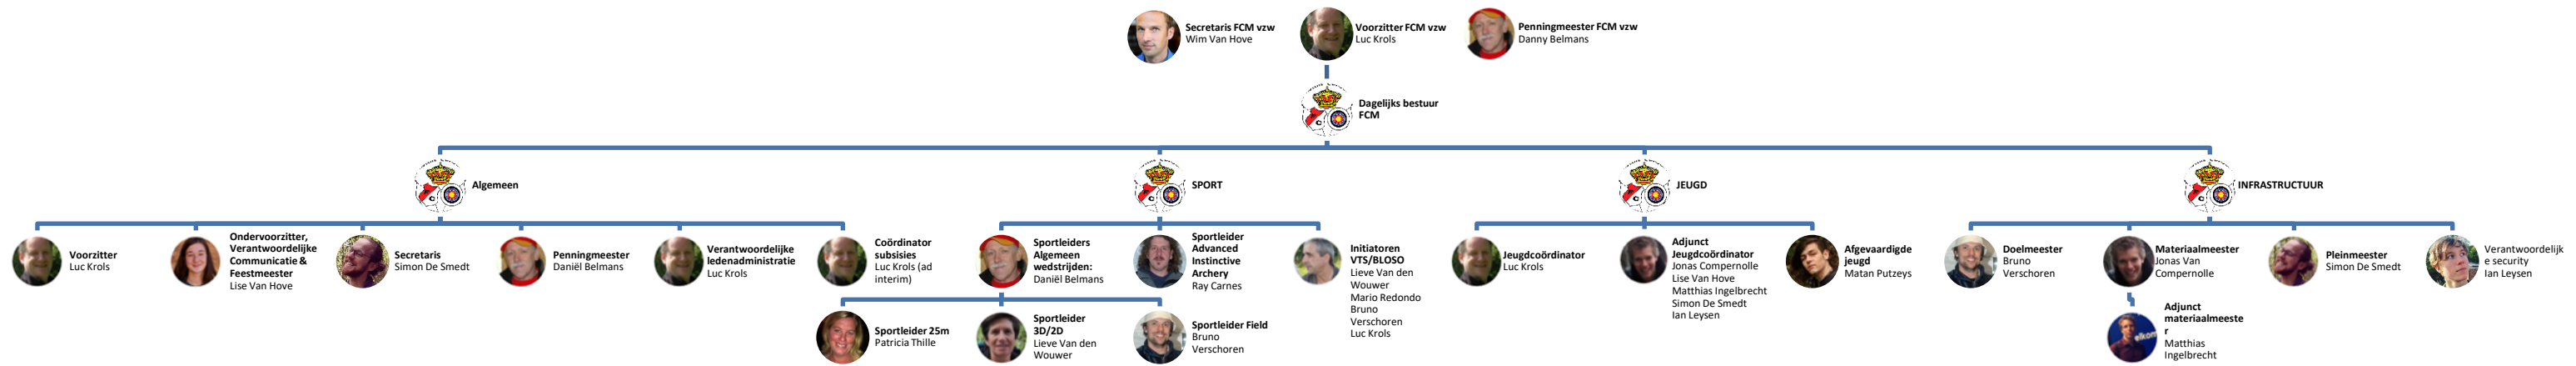 Secretaris FCM vzw
Wim Van Hove
Voorzitter FCM vzw
Luc Krols
Penningmeester FCM vzw
Danny Belmans
Dagelijks bestuur
FCM
Algemeen
SPORT
JEUGD
INFRASTRUCTUUR
Voorzitter
Luc Krols
Ondervoorzitter,
Verantwoordelijke
Communicatie &
Feestmeester
Lise Van Hove
Secretaris
Simon De Smedt
Penningmeester
Daniël Belmans
Verantwoordelijke
ledenadministratie
Luc Krols
Coördinator
subsisies
Luc Krols (ad
interim)
Sportleiders
Algemeen
wedstrijden:
Daniël Belmans
Sportleider
Advanced
Instinctive
Archery
Ray Carnes
Initiatoren
VTS/BLOSO
Lieve Van den
Wouwer
Mario Redondo
Bruno
Verschoren
Luc Krols
Jeugdcoördinator
Luc Krols
Adjunct
Jeugdcoördinator
Jonas Compernolle
Lise Van Hove
Matthias Ingelbrecht
Simon De Smedt
Ian Leysen
Afgevaardigde
jeugd
Matan Putzeys
Doelmeester
Bruno
Verschoren
Materiaalmeester
Jonas Van
Compernolle
Pleinmeester
Simon De Smedt
Verantwoordelijk
e security
Ian Leysen
Sportleider 25m
Patricia Thille
Sportleider
3D/2D
Lieve Van den
Wouwer
Sportleider Field
Bruno
Verschoren
Adjunct
materiaalmeeste
r
Matthias
Ingelbrecht